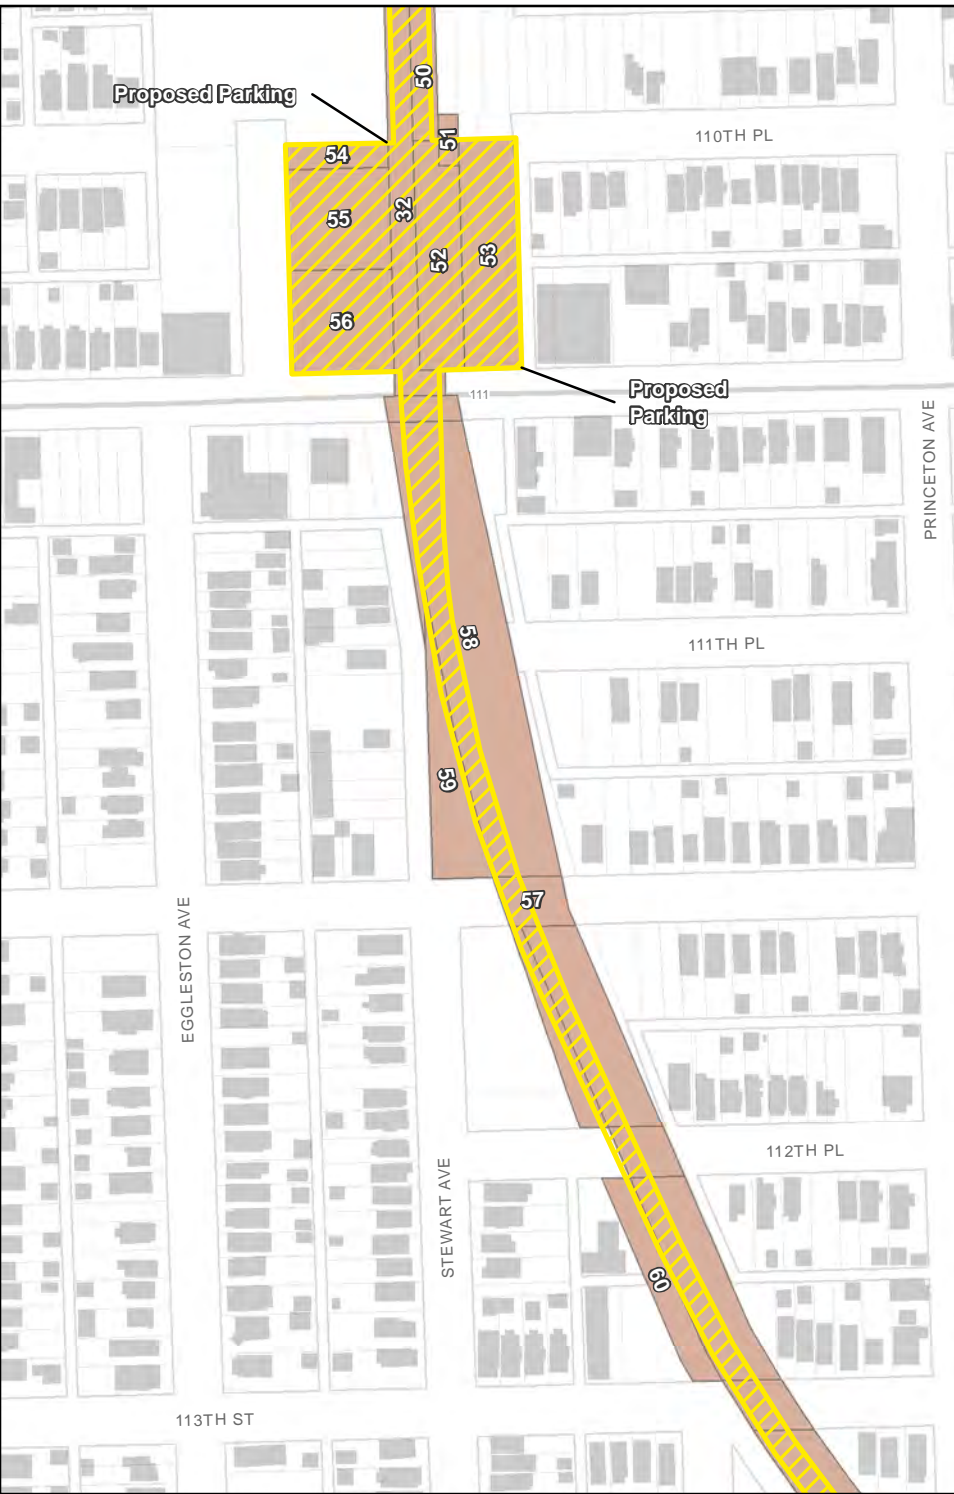 50
Proposed Parking
51
110TH PL
54
32
55
52
53
56
111
Proposed
Parking
PRINCETON AVE
58
111TH PL
59
57
EGGLESTON AVE
112TH PL
STEWART AVE
60
113TH ST